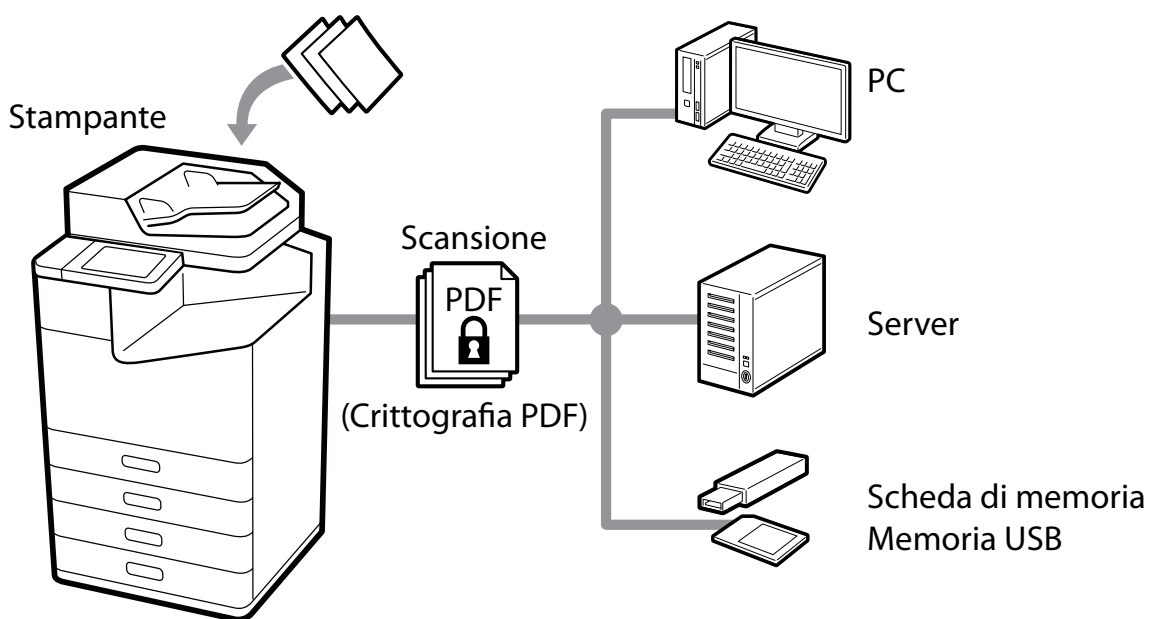 Stampante
Scansione
PDF
(Crittografia PDF)
PC
Server
Scheda di memoria
Memoria USB